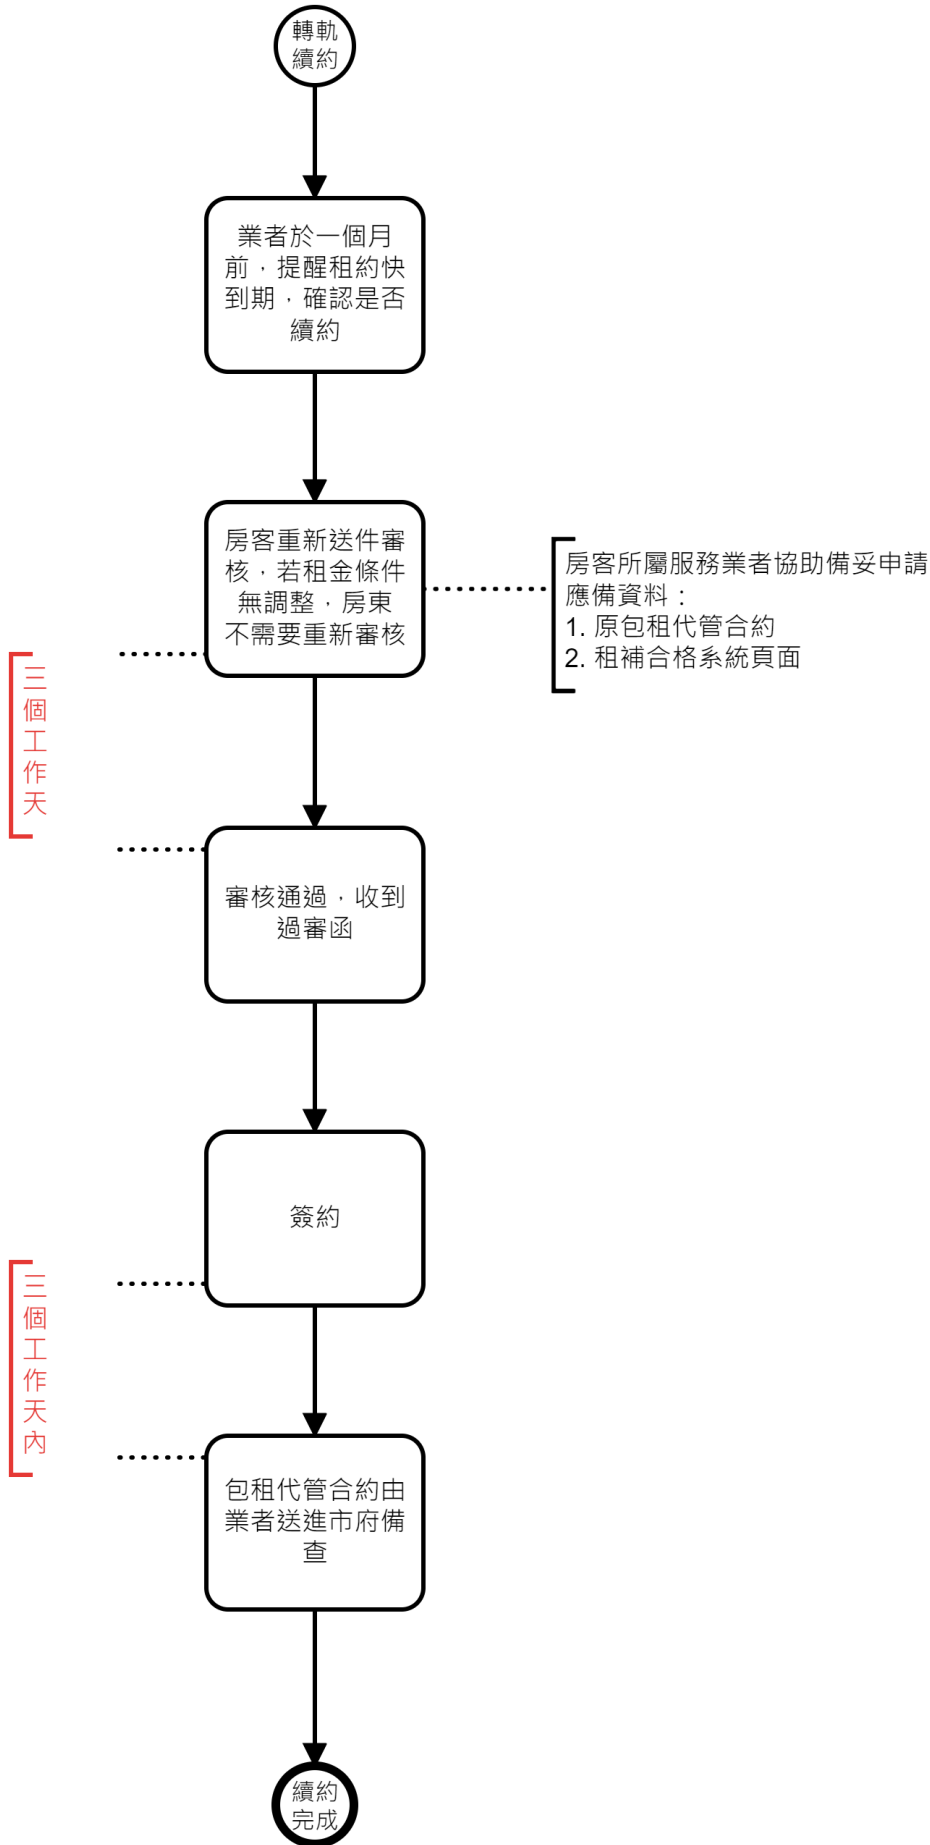 轉軌
續約
業者於一個月
前，提醒租約快
到期，確認是否
續約
房客重新送件審
核，若租金條件
無調整，房東
不需要重新審核
房客所屬服務業者協助備妥申請
應備資料：
1. 原包租代管合約
2. 租補合格系統頁面
三個工作天
審核通過，收到
過審函
簽約
三個工作天內
包租代管合約由
業者送進市府備
查
續約
完成